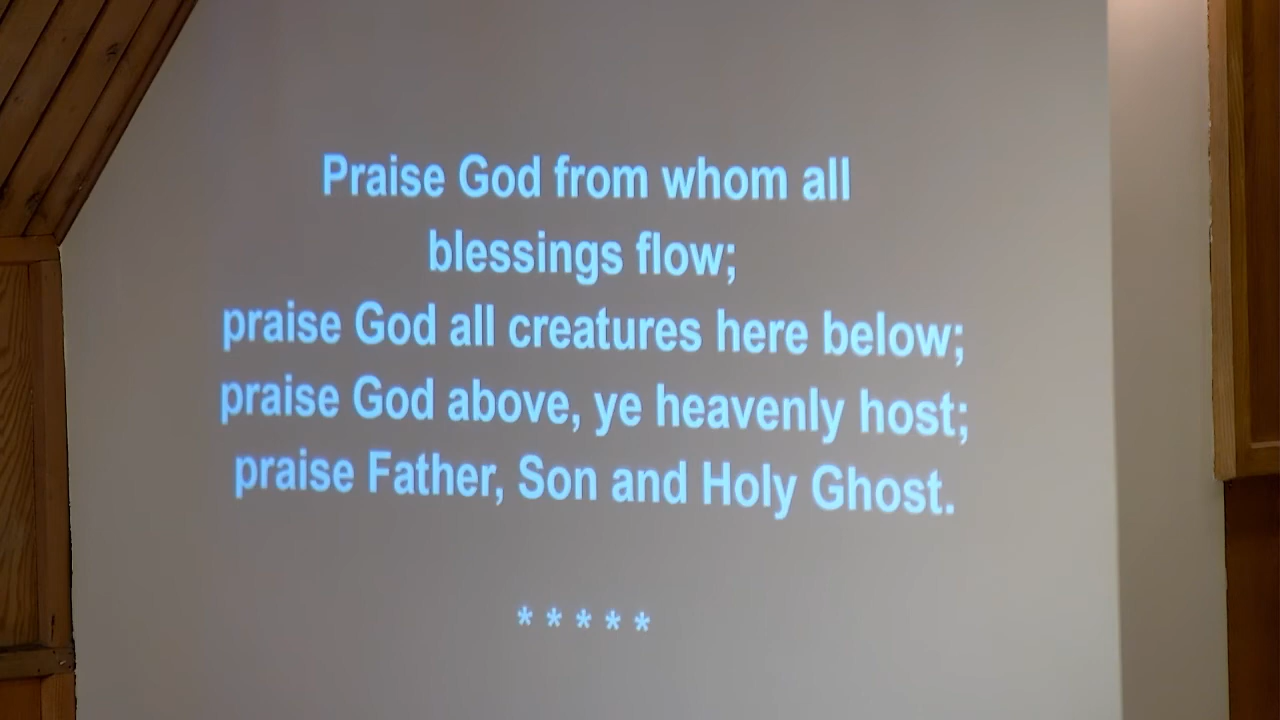 Praise God from whom all
blessings flow;
praise God all creatures here below;
praise God above, ye heavenly host;
praise Father, Son and Holy Ghost.
* * * * *